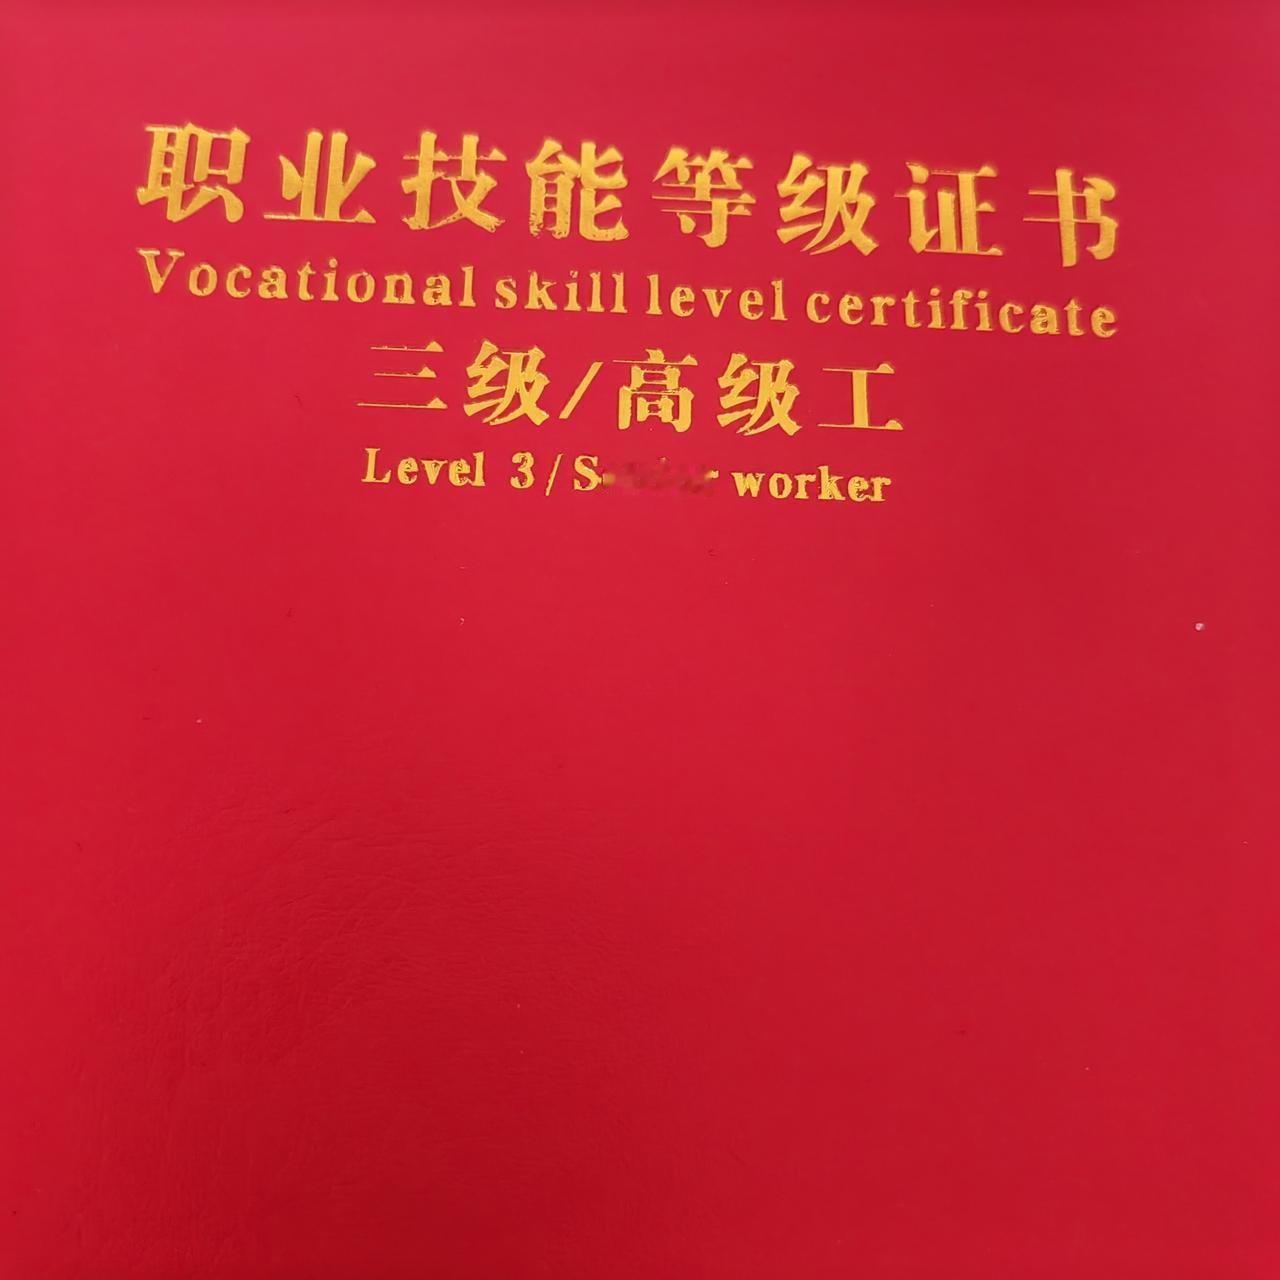 职业技能等级证书
Vocational skill level certificate
三级/高级工
Level 3 / worker